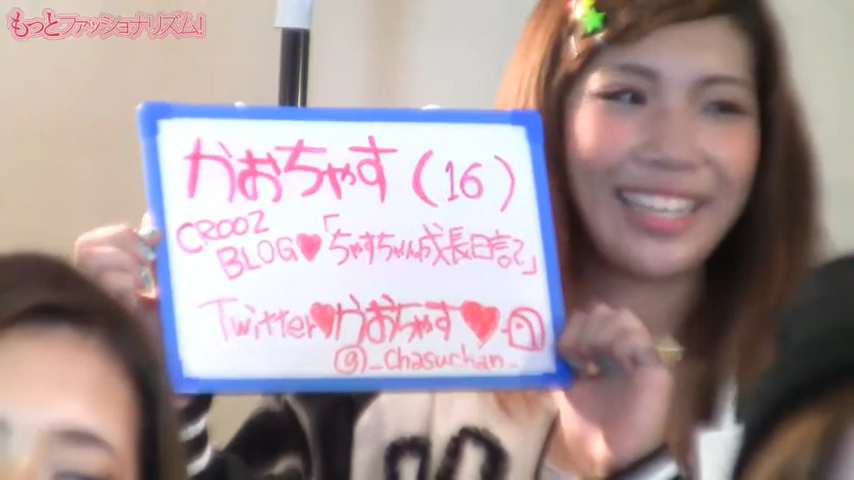 もっとファッショナリズム!
かおちゃす(16)
CROOZ
BLOG♥「ちゃすちゃん成長日記」
Twitter♥かおちゃす♥
@_chasuchan_